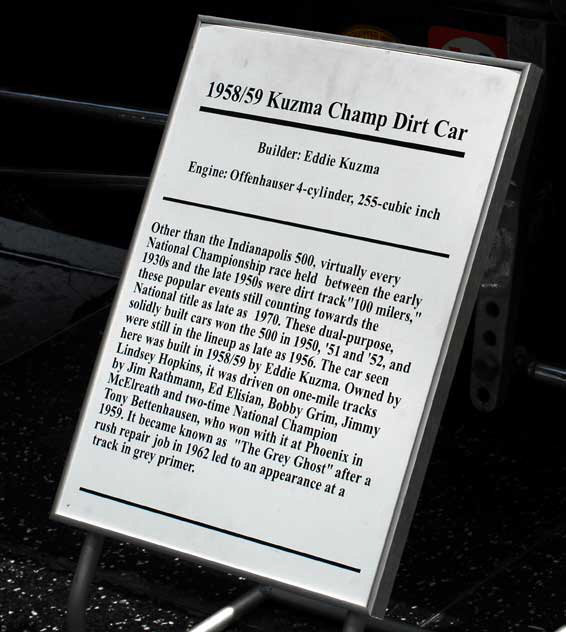 1958/59 Kuzma Champ Dirt Car
Builder: Eddie Kuzma
Engine: Offenhauser 4-cylinder, 255-cubic inch
Other than the Indianapolis 500, virtually every
National Championship race held between the early
1930s and the late 1950s were dirt track"100 milers,"
these popular events still counting towards the
National title as late as 1970. These dual-purpose,
solidly built cars won the 500 in 1950, '51 and '52, and
were still in the lineup as late as 1956. The car seen
here was built in 1958/59 by Eddie Kuzma. Owned by
Lindsey Hopkins, it was driven on one-mile tracks
by Jim Rathmann, Ed Elisian, Bobby Grim, Jimmy
McElreath and two-time National Champion
Tony Bettenhausen, who won with it at Phoenix in
1959. It became known as "The Grey Ghost" after a
rush repair job in 1962 led to an appearance at a
track in grey primer.